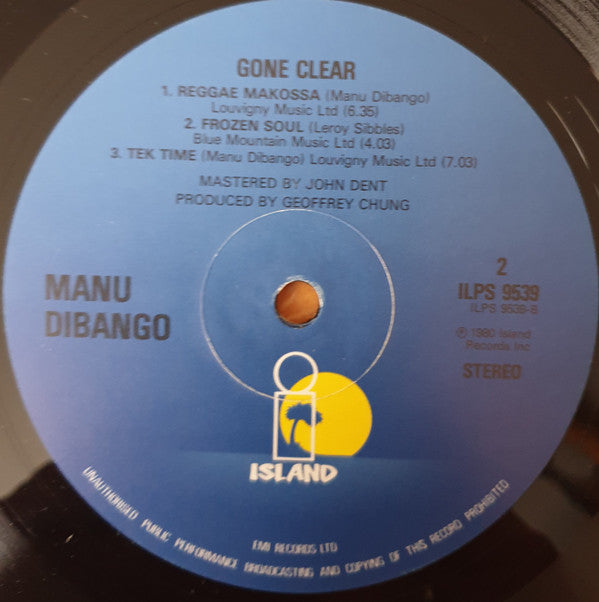 GONE CLEAR
1. REGGAE MAKOSSA (Manu Dibango)
Louvigny Music Ltd (6.35)
2. FROZEN SOUL (Leroy Sibbles)
Blue Mountain Music Ltd (4.03)
3. TEK TIME (Manu Dibango) Louvigny Music Ltd (7.03)
MASTERED BY JOHN DENT
PRODUCED BY GEOFFREY CHUNG
MANU
DIBANGO
2
ILPS 9539
ILPS 9539-B
℗ 1980 Island
Records Inc
STEREO
ISLAND
EMI RECORDS LTD
UNAUTHORISED PUBLIC PERFORMANCE BROADCASTING AND COPYING OF THIS RECORD PROHIBITED